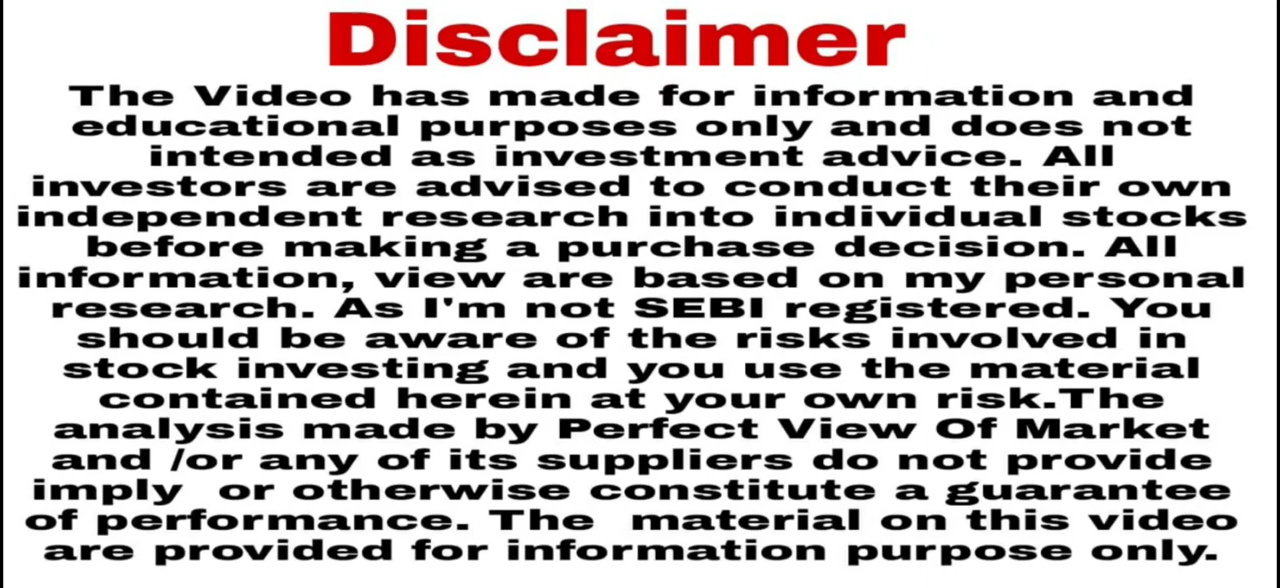 Disclaimer
The Video has made for information and
educational purposes only and does not
intended as investment advice. All
investors are advised to conduct their own
independent research into individual stocks
before making a purchase decision. All
information, view are based on my personal
research. As I'm not SEBI registered. You
should be aware of the risks involved in
stock investing and you use the material
contained herein at your own risk.The
analysis made by Perfect View Of Market
and /or any of its suppliers do not provide
imply  or otherwise constitute a guarantee
of performance. The  material on this video
are provided for information purpose only.